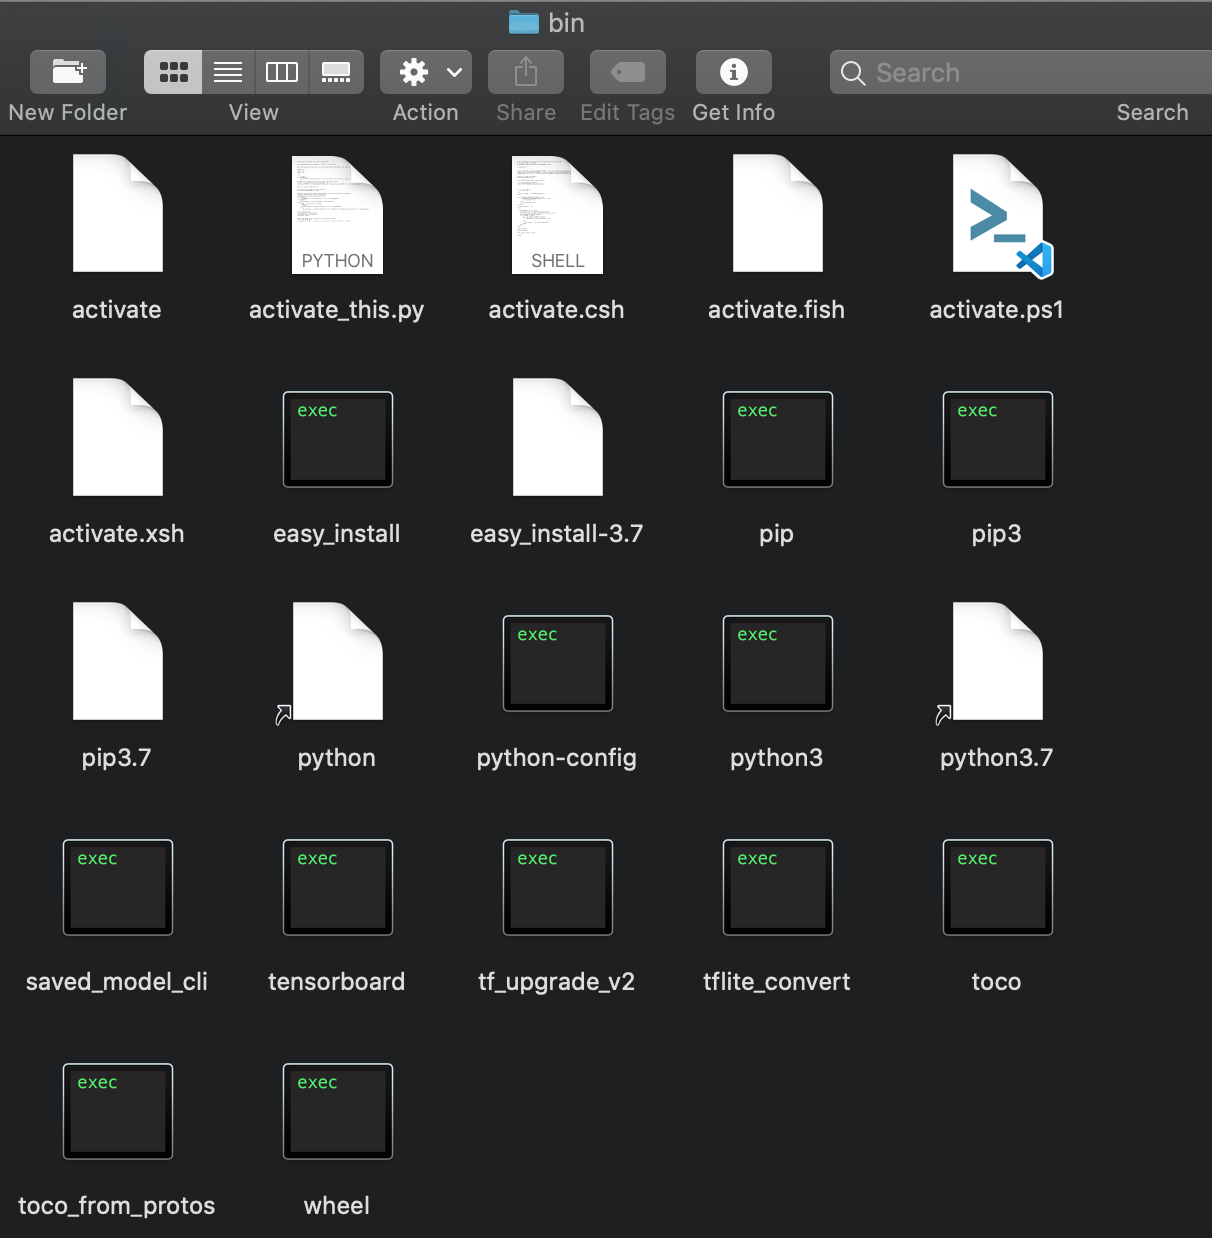 bin
Search
New Folder
View
Action
Share
Edit Tags
Get Info
Search
PYTHON
SHELL
activate
activate_this.py
activate.csh
activate.fish
activate.ps1
exec
exec
exec
activate.xsh
easy_install
easy_install-3.7
pip
pip3
exec
exec
pip3.7
python
python-config
python3
python3.7
exec
exec
exec
exec
exec
saved_model_cli
tensorboard
tf_upgrade_v2
tflite_convert
toco
exec
exec
toco_from_protos
wheel